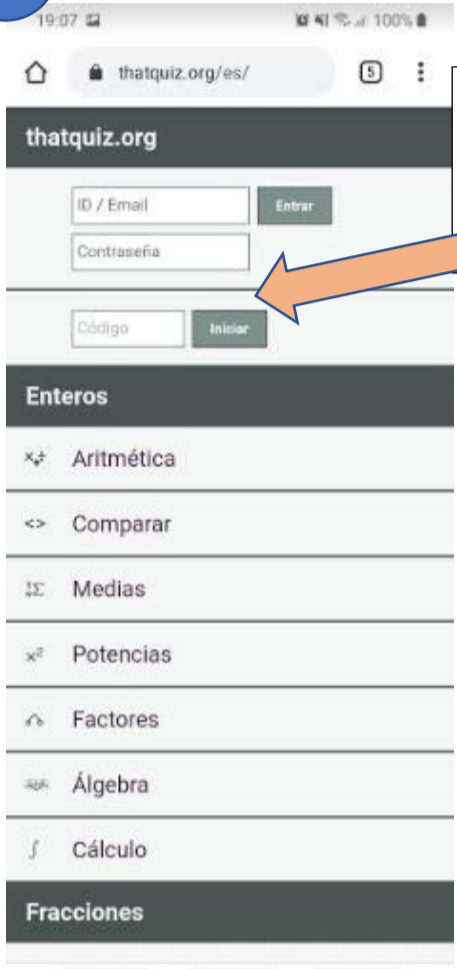 19:07 100%
thatquiz.org/es/ 5
thatquiz.org
ID / Email Entrar
Contraseña
Código Iniciar
Enteros
Aritmética
<> Comparar
Medias
x² Potencias
Factores
Álgebra
∫ Cálculo
Fracciones